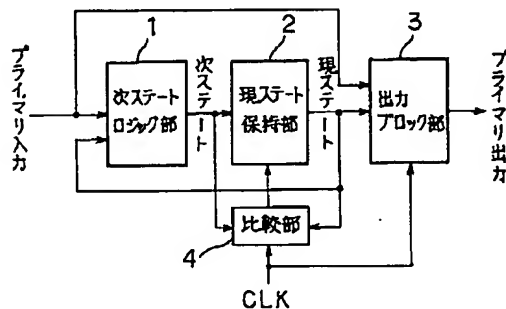 1
2
3
プライマリ入力
次ステート
ロジック部
次ステート
現ステート
保持部
現ステート
出力
ブロック部
プライマリ出力
比較部
4
CLK